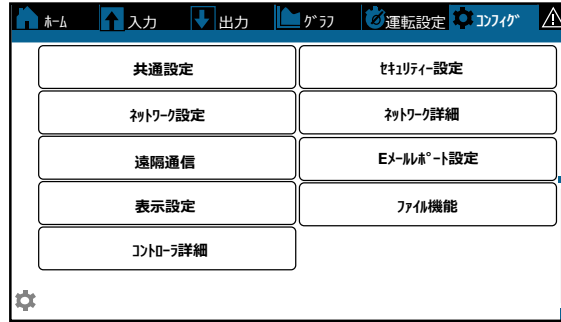 ﾎｰﾑ 入力 出力 ｸﾞﾗﾌ 運転設定 ｺﾝﾌｨｸﾞ
共通設定 ｾｷｭﾘﾃｨｰ設定
ﾈｯﾄﾜｰｸ設定 ﾈｯﾄﾜｰｸ詳細
遠隔通信 Eﾒｰﾙﾚﾎﾟｰﾄ設定
表示設定 ﾌｧｲﾙ機能
ｺﾝﾄﾛｰﾗ詳細